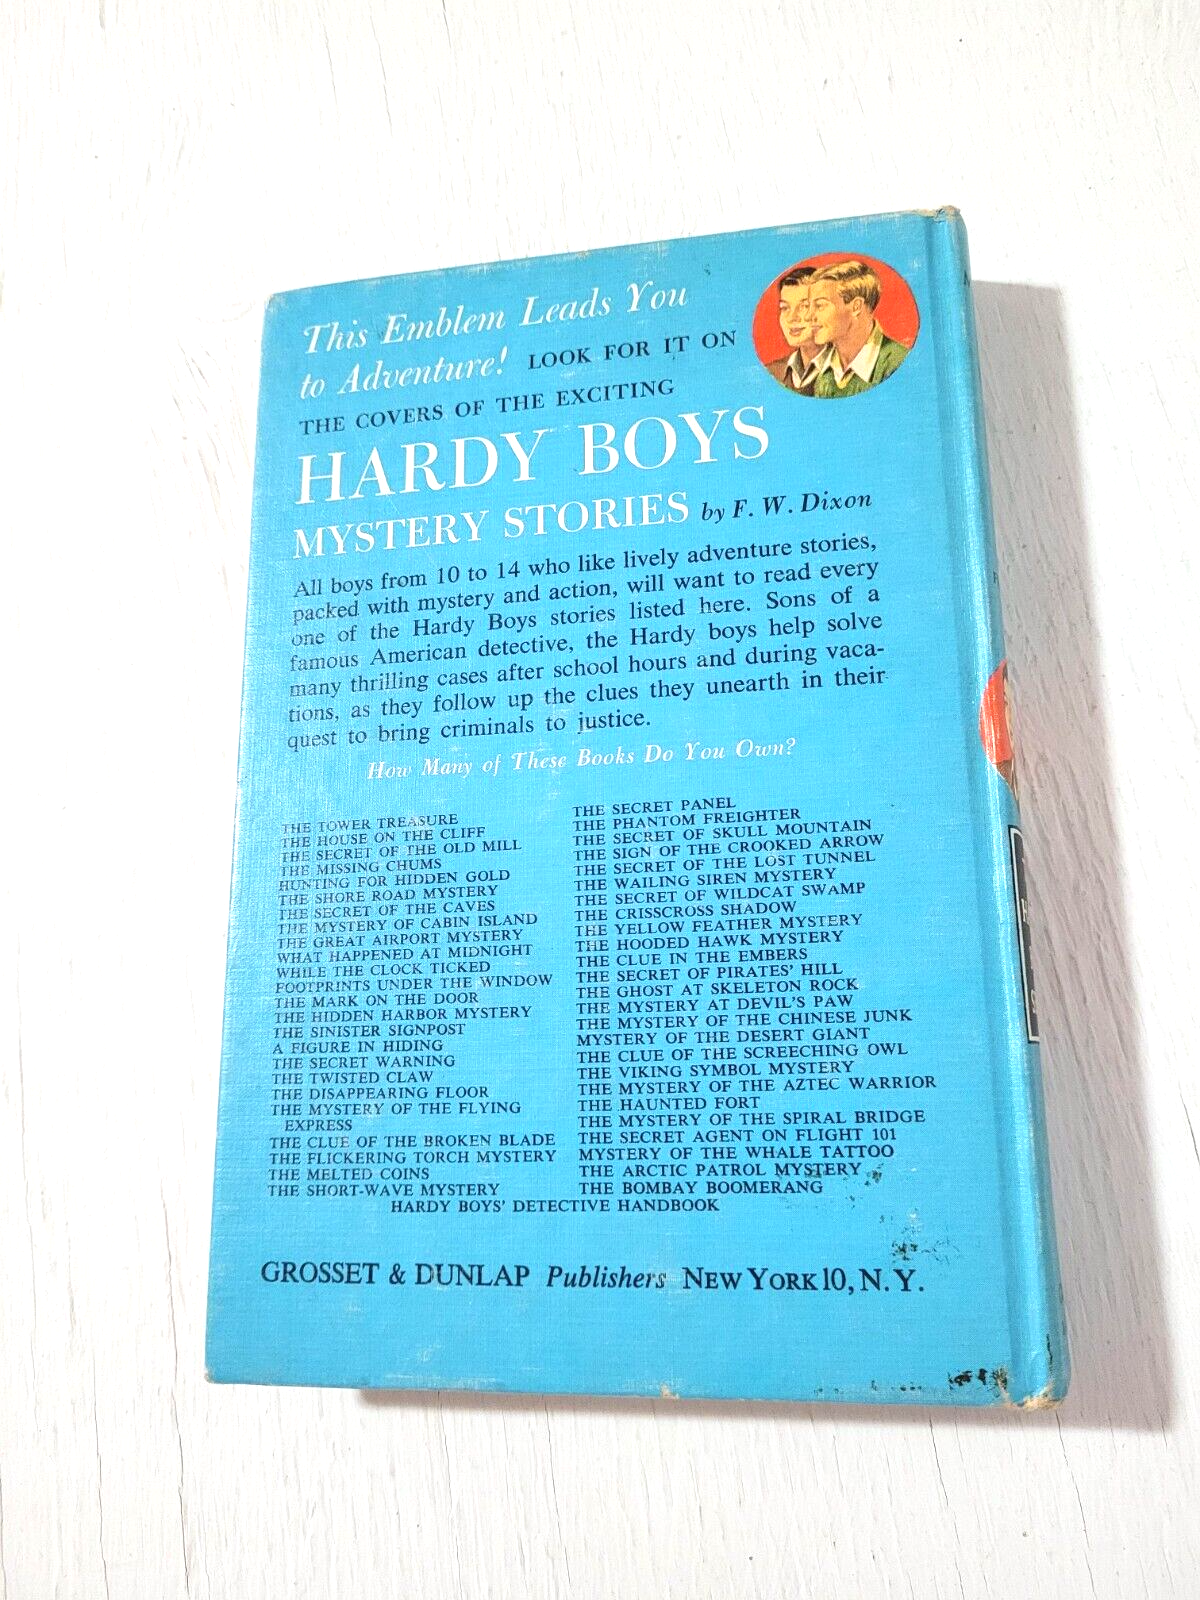 This Emblem Leads You
to Adventure! LOOK FOR IT ON
THE COVERS OF THE EXCITING
HARDY BOYS
MYSTERY STORIES by F. W. Dixon
All boys from 10 to 14 who like lively adventure stories,
packed with mystery and action, will want to read every
one of the Hardy Boys stories listed here. Sons of a
famous American detective, the Hardy boys help solve
many thrilling cases after school hours and during vaca-
tions, as they follow up the clues they unearth in their
quest to bring criminals to justice.
How Many of These Books Do You Own?
THE TOWER TREASURE
THE HOUSE ON THE CLIFF
THE SECRET OF THE OLD MILL
THE MISSING CHUMS
HUNTING FOR HIDDEN GOLD
THE SHORE ROAD MYSTERY
THE SECRET OF THE CAVES
THE MYSTERY OF CABIN ISLAND
THE GREAT AIRPORT MYSTERY
WHAT HAPPENED AT MIDNIGHT
WHILE THE CLOCK TICKED
FOOTPRINTS UNDER THE WINDOW
THE MARK ON THE DOOR
THE HIDDEN HARBOR MYSTERY
THE SINISTER SIGNPOST
A FIGURE IN HIDING
THE SECRET WARNING
THE TWISTED CLAW
THE DISAPPEARING FLOOR
THE MYSTERY OF THE FLYING
EXPRESS
THE CLUE OF THE BROKEN BLADE
THE FLICKERING TORCH MYSTERY
THE MELTED COINS
THE SHORT-WAVE MYSTERY
THE SECRET PANEL
THE PHANTOM FREIGHTER
THE SECRET OF SKULL MOUNTAIN
THE SIGN OF THE CROOKED ARROW
THE SECRET OF THE LOST TUNNEL
THE WAILING SIREN MYSTERY
THE SECRET OF WILDCAT SWAMP
THE CRISSCROSS SHADOW
THE YELLOW FEATHER MYSTERY
THE HOODED HAWK MYSTERY
THE CLUE IN THE EMBERS
THE SECRET OF PIRATES' HILL
THE GHOST AT SKELETON ROCK
THE MYSTERY AT DEVIL'S PAW
THE MYSTERY OF THE CHINESE JUNK
MYSTERY OF THE DESERT GIANT
THE CLUE OF THE SCREECHING OWL
THE VIKING SYMBOL MYSTERY
THE MYSTERY OF THE AZTEC WARRIOR
THE HAUNTED FORT
THE MYSTERY OF THE SPIRAL BRIDGE
THE SECRET AGENT ON FLIGHT 101
MYSTERY OF THE WHALE TATTOO
THE ARCTIC PATROL MYSTERY
THE BOMBAY BOOMERANG
HARDY BOYS' DETECTIVE HANDBOOK
GROSSET & DUNLAP Publishers NEW YORK 10, N. Y.